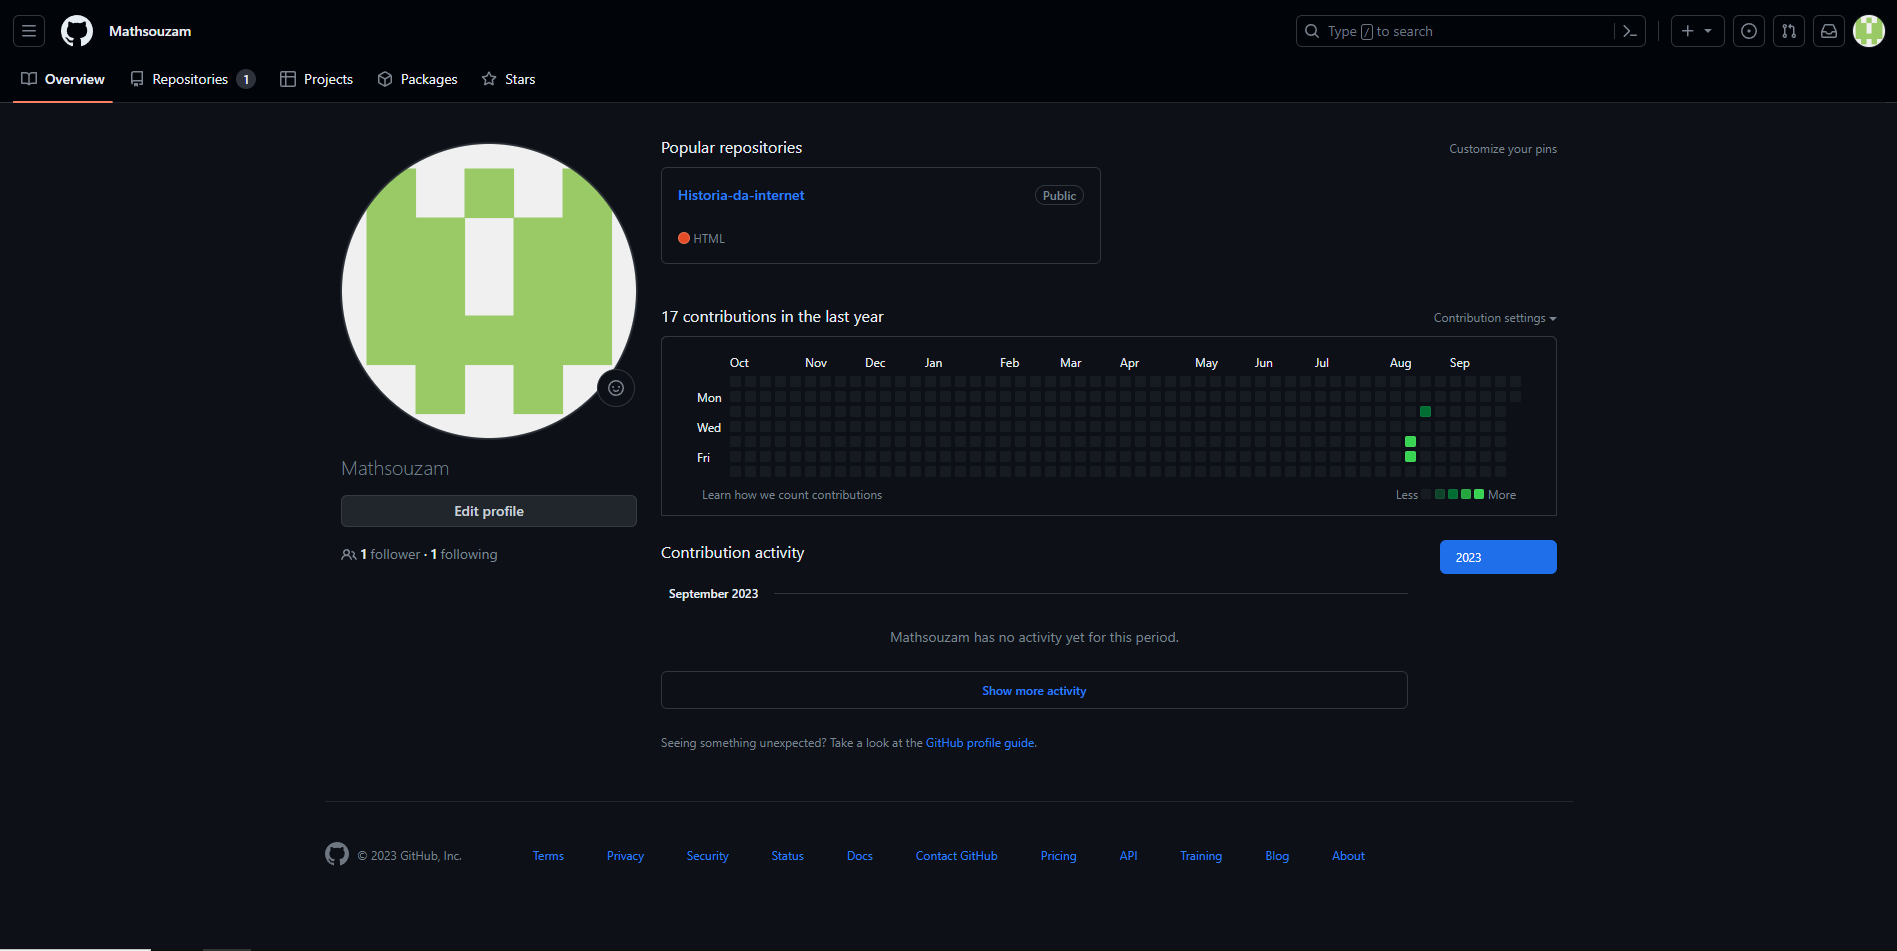 Mathsouzam
Type / to search
Overview Repositories 1 Projects Packages Stars
Popular repositories
Customize your pins
Historia-da-internet Public
HTML
17 contributions in the last year
Contribution settings
Oct Nov Dec Jan Feb Mar Apr May Jun Jul Aug Sep
Mon
Wed
Fri
Learn how we count contributions
Less More
Mathsouzam
Edit profile
1 follower · 1 following
Contribution activity
2023
September 2023
Mathsouzam has no activity yet for this period.
Show more activity
Seeing something unexpected? Take a look at the GitHub profile guide.
© 2023 GitHub, Inc. Terms Privacy Security Status Docs Contact GitHub Pricing API Training Blog About